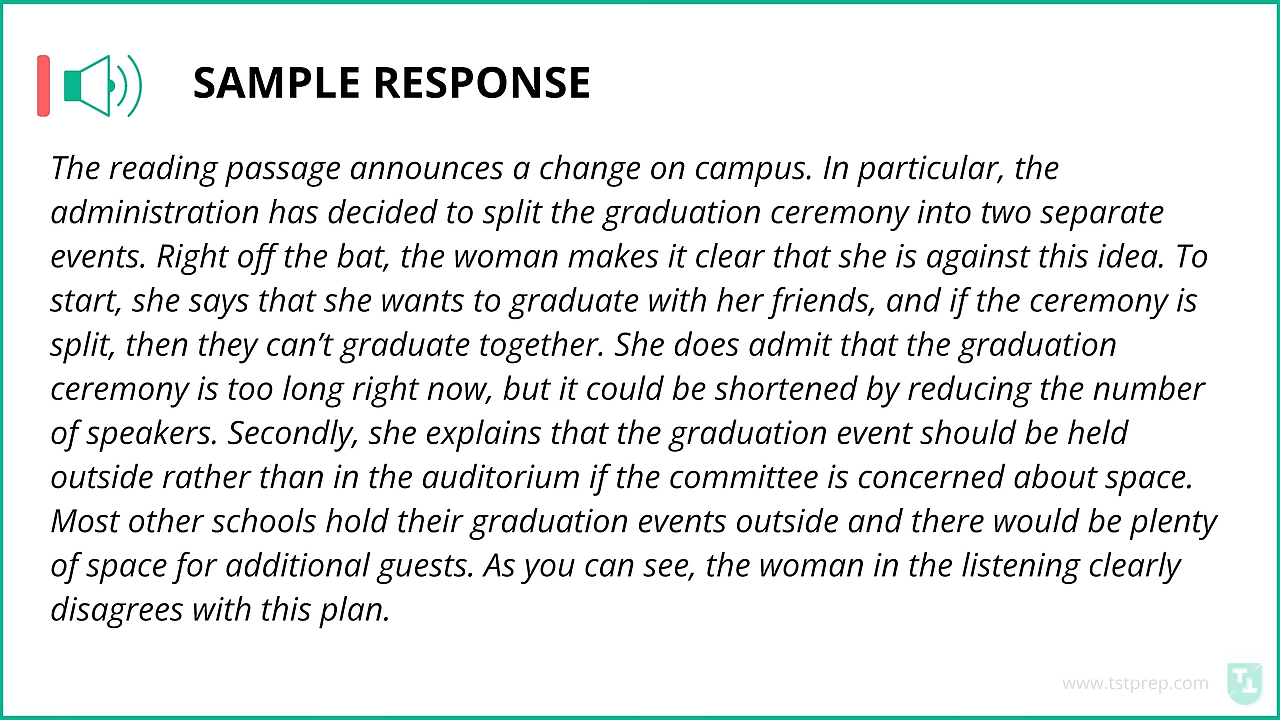 SAMPLE RESPONSE
The reading passage announces a change on campus. In particular, the
administration has decided to split the graduation ceremony into two separate
events. Right off the bat, the woman makes it clear that she is against this idea. To
start, she says that she wants to graduate with her friends, and if the ceremony is
split, then they can’t graduate together. She does admit that the graduation
ceremony is too long right now, but it could be shortened by reducing the number
of speakers. Secondly, she explains that the graduation event should be held
outside rather than in the auditorium if the committee is concerned about space.
Most other schools hold their graduation events outside and there would be plenty
of space for additional guests. As you can see, the woman in the listening clearly
disagrees with this plan.
www.tstprep.com